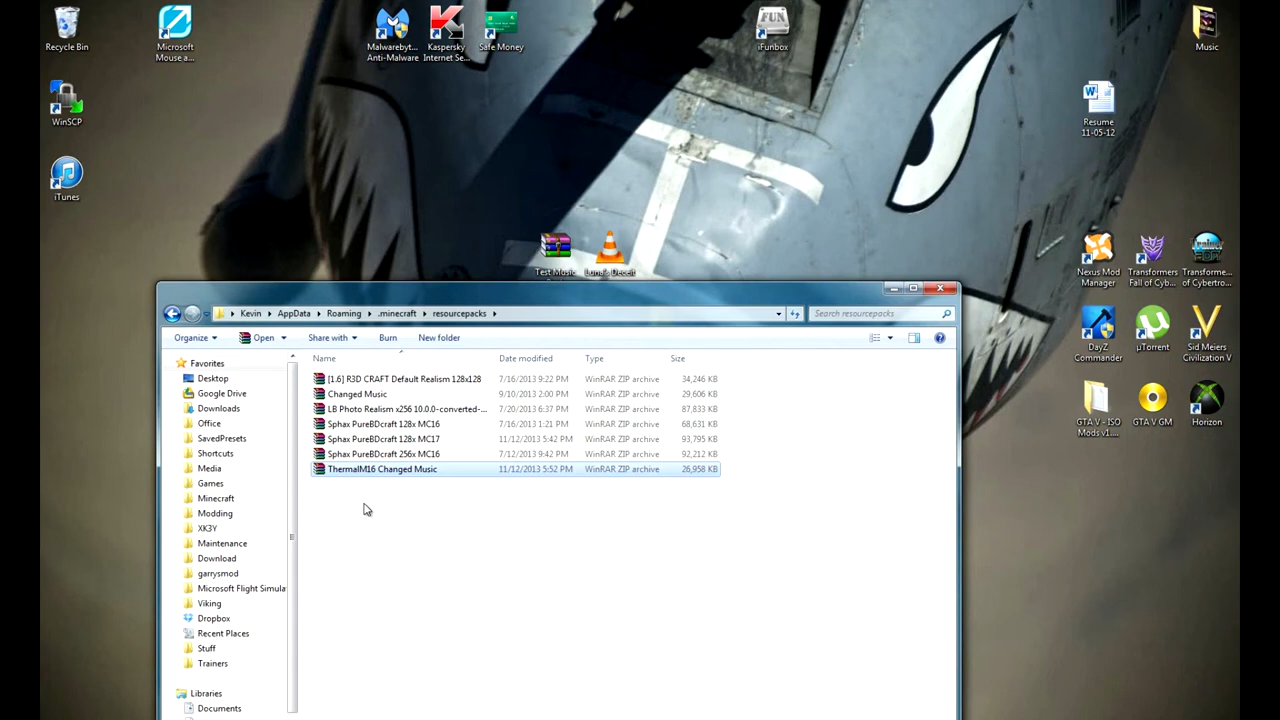 Recycle Bin
Microsoft
Mouse a...
Malwarebyt...
Anti-Malware
Kaspersky
Internet Se...
Safe Money
FUN
iFunbox
Music
WinSCP
Resume
11-05-12
iTunes
Test Music
Luna's Deceit
Nexus Mod
Manager
Transformers
Fall of Cyb...
Transforme...
of Cybertro...
DayZ
Commander
µTorrent
Sid Meiers
Civilization V
GTA V - ISO
Mods v1....
GTA V GM
Horizon
Kevin
AppData
Roaming
.minecraft
resourcepacks
Search resourcepacks
Organize
Open
Share with
Burn
New folder
Name
Date modified
Type
Size
[1.6] R3D CRAFT Default Realism 128x128 7/16/2013 9:22 PM WinRAR ZIP archive 34,246 KB
Changed Music 9/10/2013 2:00 PM WinRAR ZIP archive 29,606 KB
LB Photo Realism x256 10.0.0-converted-... 7/20/2013 6:37 PM WinRAR ZIP archive 87,833 KB
Sphax PureBDcraft 128x MC16 7/16/2013 1:21 PM WinRAR ZIP archive 68,631 KB
Sphax PureBDcraft 128x MC17 11/12/2013 5:42 PM WinRAR ZIP archive 93,795 KB
Sphax PureBDcraft 256x MC16 7/12/2013 9:42 PM WinRAR ZIP archive 92,212 KB
ThermalM16 Changed Music 11/12/2013 5:52 PM WinRAR ZIP archive 26,958 KB
Favorites
Desktop
Google Drive
Downloads
Office
SavedPresets
Shortcuts
Media
Games
Minecraft
Modding
XK3Y
Maintenance
Download
garrysmod
Microsoft Flight Simula
Viking
Dropbox
Recent Places
Stuff
Trainers
Libraries
Documents